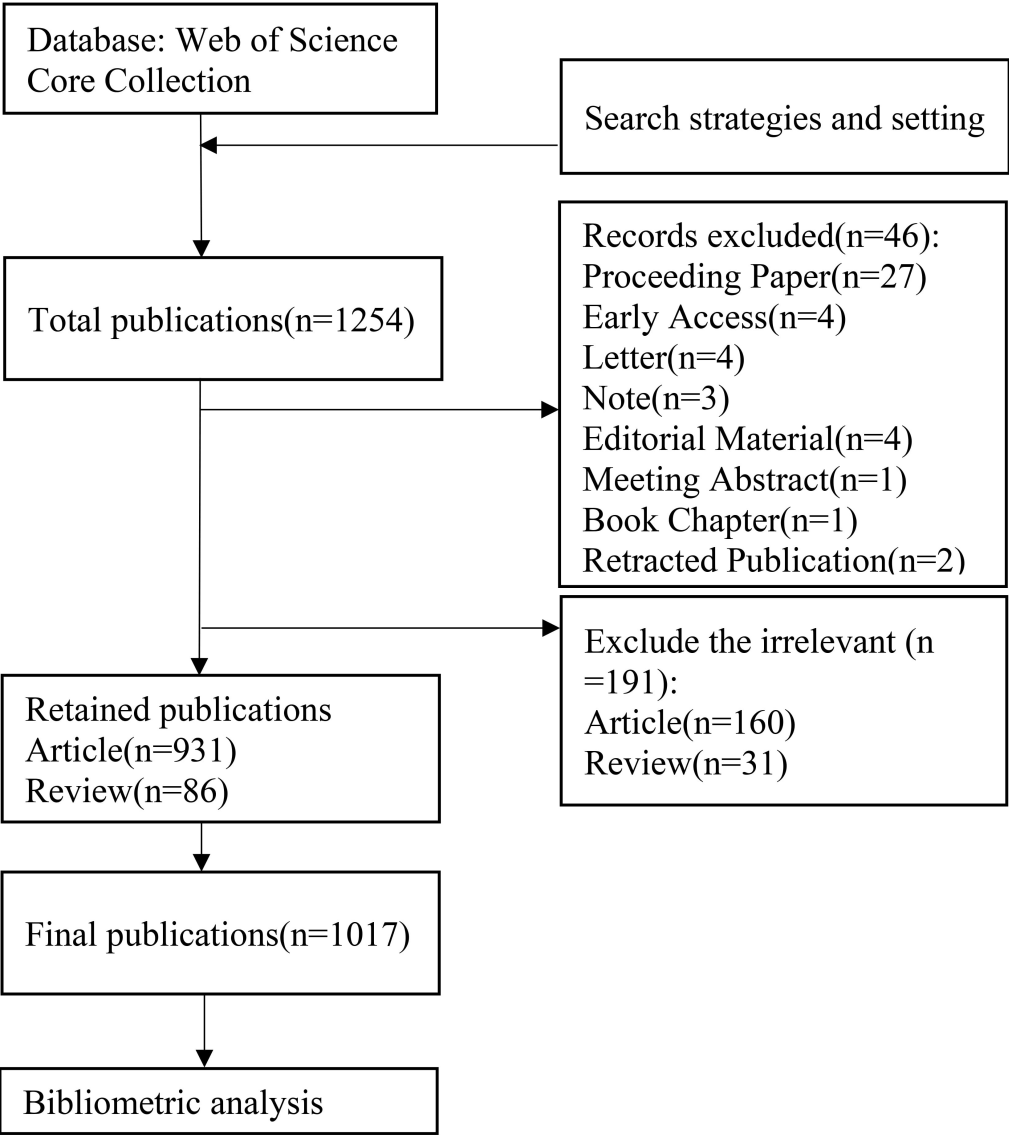 Database: Web of Science
Core Collection
Search strategies and setting
Total publications(n=1254)
Records excluded(n=46):
Proceeding Paper(n=27)
Early Access(n=4)
Letter(n=4)
Note(n=3)
Editorial Material(n=4)
Meeting Abstract(n=1)
Book Chapter(n=1)
Retracted Publication(n=2)
Exclude the irrelevant (n
=191):
Article(n=160)
Review(n=31)
Retained publications
Article(n=931)
Review(n=86)
Final publications(n=1017)
Bibliometric analysis